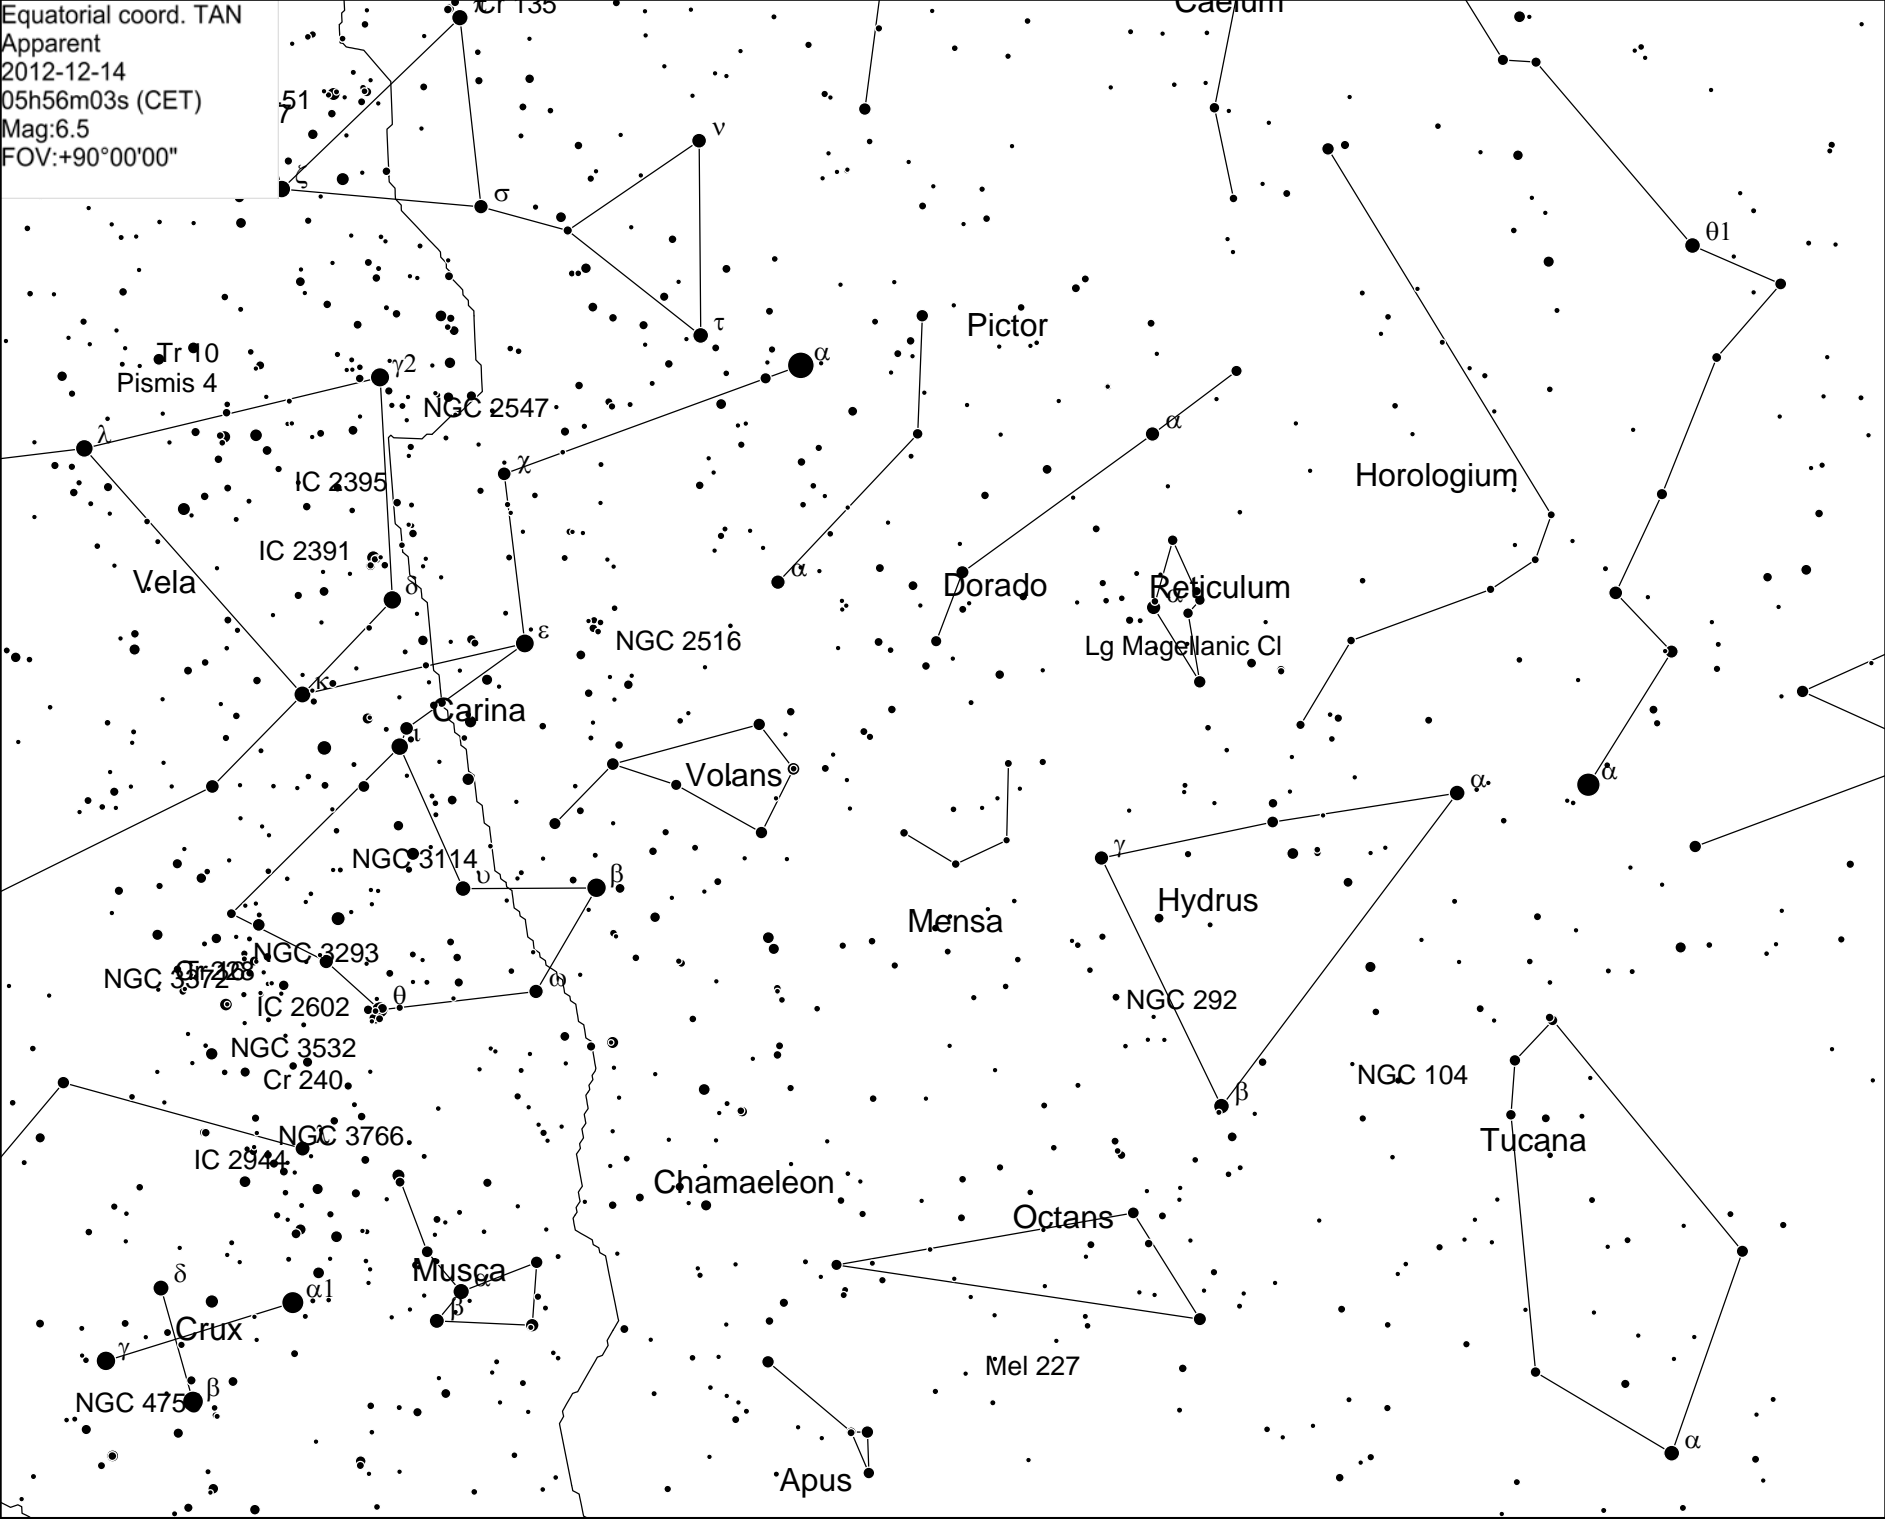 Equatorial coord. TAN
Apparent
2012-12-14
05h56m03s (CET)
Mag:6.5
FOV:+90°00'00"
Cr 135
Caelum
51
7
ν
ζ
σ
θ1
Pictor
τ
Tr 10
α
γ2
Pismis 4
NGC 2547
α
λ
χ
Horologium
IC 2395
IC 2391
α
Vela
δ
Dorado
Reticulum
α
ε
NGC 2516
Lg Magellanic Cl
κ
Carina
ι
Volans
α
α
NGC 3114
γ
υ
β
Hydrus
Mensa
NGC 3293
NGC 3372
ω
θ
IC 2602
NGC 292
NGC 3532
NGC 104
Cr 240
β
NGC 3766
λ
Tucana
IC 2944
Chamaeleon
Octans
Musca
α
δ
α1
β
Crux
γ
Mel 227
β
NGC 475
α
Apus